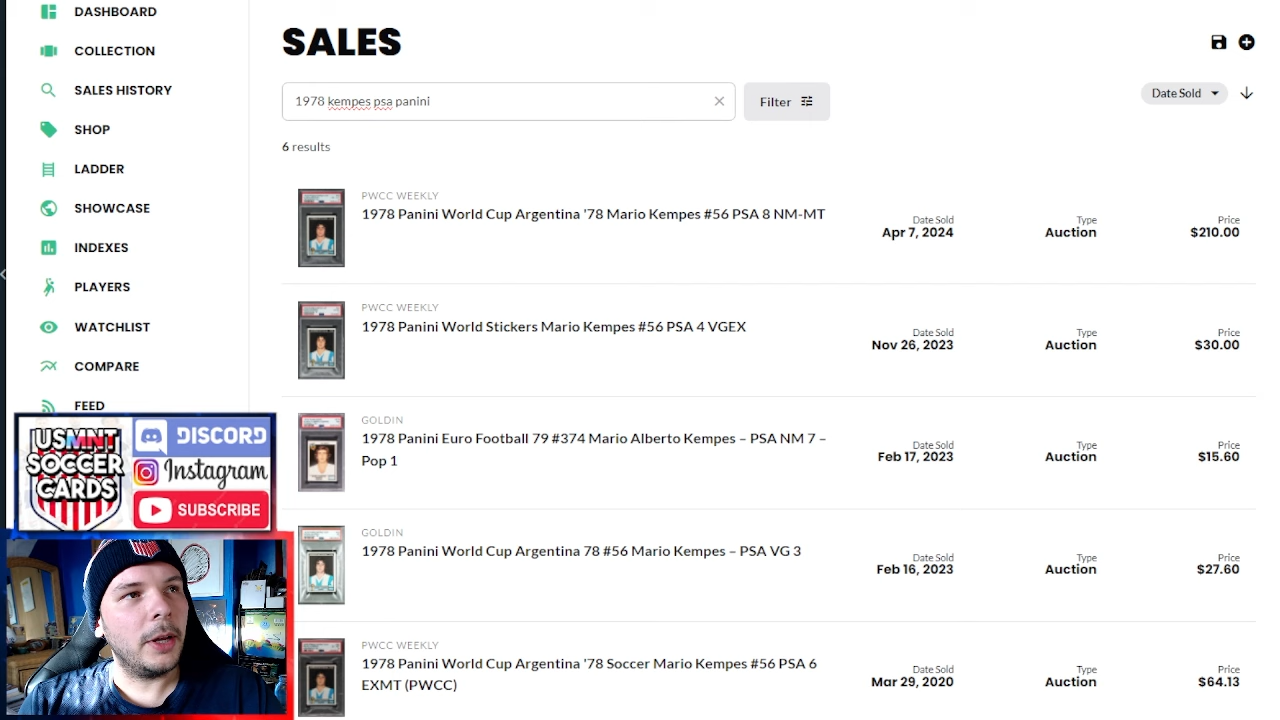 DASHBOARD
COLLECTION
SALES HISTORY
SHOP
LADDER
SHOWCASE
INDEXES
PLAYERS
WATCHLIST
COMPARE
FEED
SALES
1978 kempes psa panini
Filter
Date Sold
6 results
PWCC WEEKLY
1978 Panini World Cup Argentina '78 Mario Kempes #56 PSA 8 NM-MT
Date Sold
Apr 7, 2024
Type
Auction
Price
$210.00
PWCC WEEKLY
1978 Panini World Stickers Mario Kempes #56 PSA 4 VGEX
Date Sold
Nov 26, 2023
Type
Auction
Price
$30.00
GOLDIN
1978 Panini Euro Football 79 #374 Mario Alberto Kempes – PSA NM 7 –
Pop 1
Date Sold
Feb 17, 2023
Type
Auction
Price
$15.60
GOLDIN
1978 Panini World Cup Argentina 78 #56 Mario Kempes – PSA VG 3
Date Sold
Feb 16, 2023
Type
Auction
Price
$27.60
PWCC WEEKLY
1978 Panini World Cup Argentina '78 Soccer Mario Kempes #56 PSA 6
EXMT (PWCC)
Date Sold
Mar 29, 2020
Type
Auction
Price
$64.13
USMNT
SOCCER
CARDS
DISCORD
Instagram
SUBSCRIBE